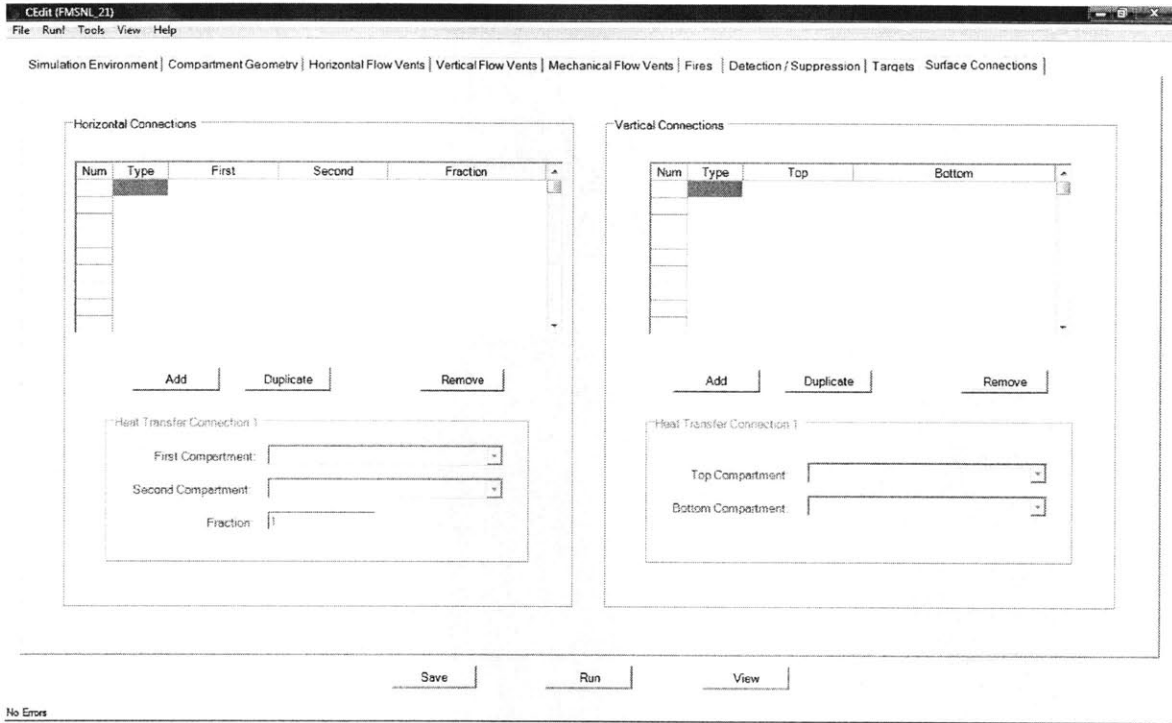 CEdit (FMSNL_21)
File Run! Tools View Help
Simulation Environment Compartment Geometry Horizontal Flow Vents Vertical Flow Vents Mechanical Flow Vents Fires Detection / Suppression Targets Surface Connections
Horizontal Connections
Num Type First Second Fraction
Add Duplicate Remove
Heat Transfer Connection 1
First Compartment:
Second Compartment:
Fraction: 1
Vertical Connections
Num Type Top Bottom
Add Duplicate Remove
Heat Transfer Connection 1
Top Compartment
Bottom Compartment:
Save Run View
No Errors